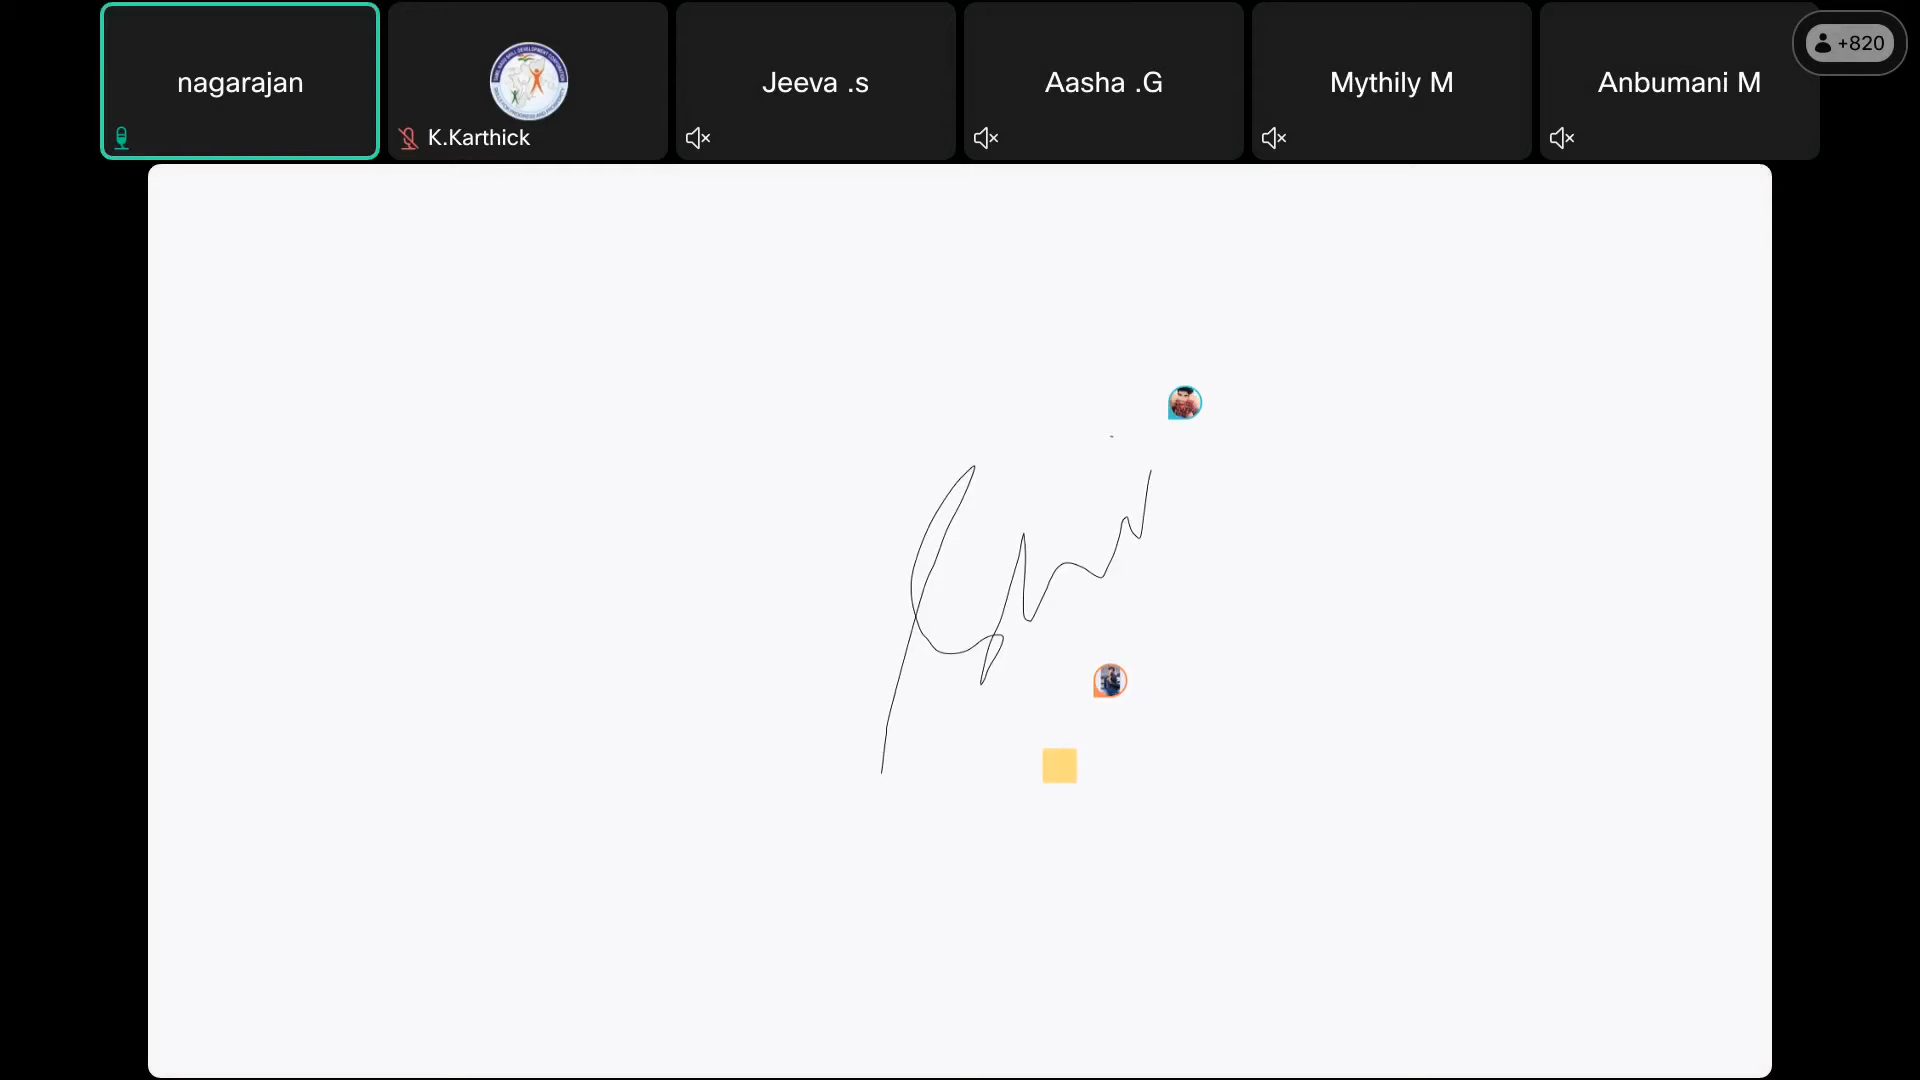 nagarajan
K.Karthick
Jeeva .s
Aasha .G
Mythily M
Anbumani M
+820